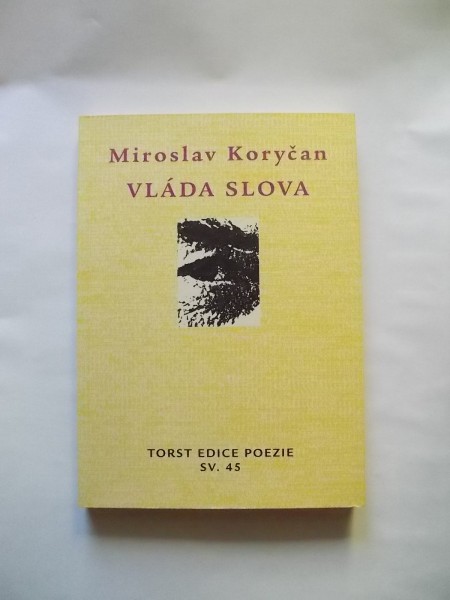 Miroslav Koryčan
VLÁDA SLOVA
TORST EDICE POEZIE
SV. 45